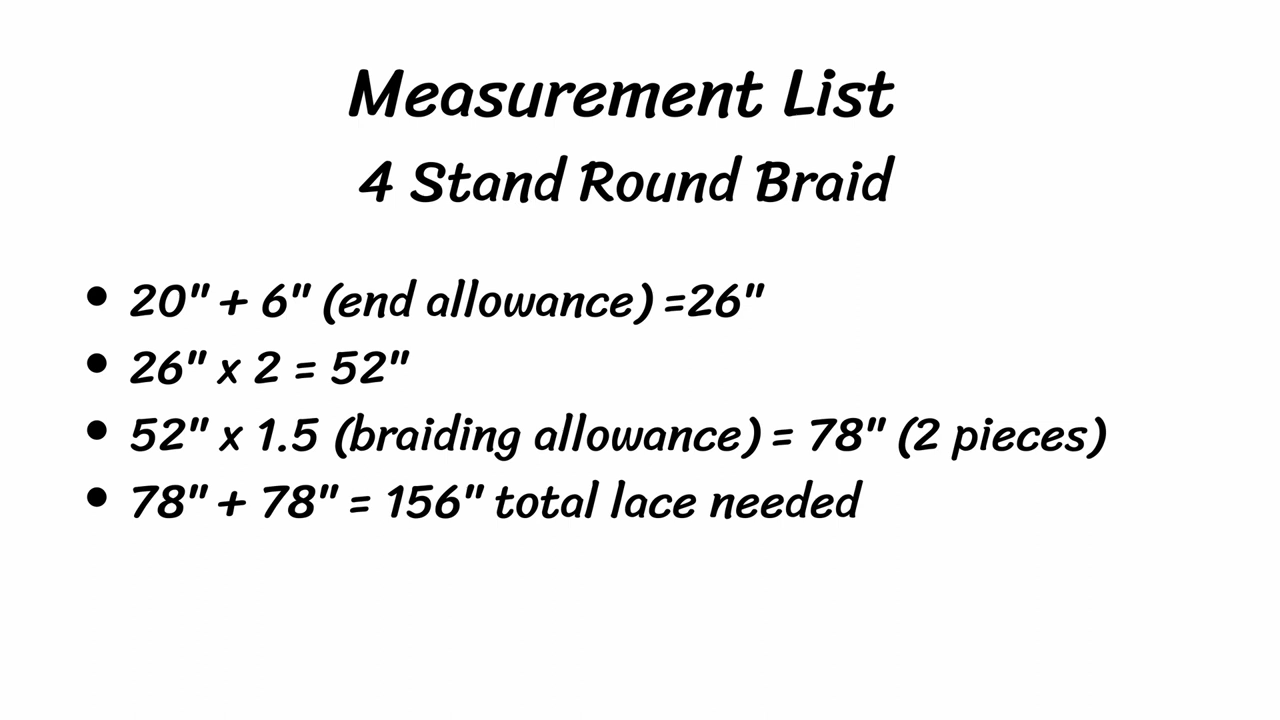 Measurement List
4 Stand Round Braid
• 20" + 6" (end allowance) =26"
• 26" x 2 = 52"
• 52" x 1.5 (braiding allowance) = 78" (2 pieces)
• 78" + 78" = 156" total lace needed